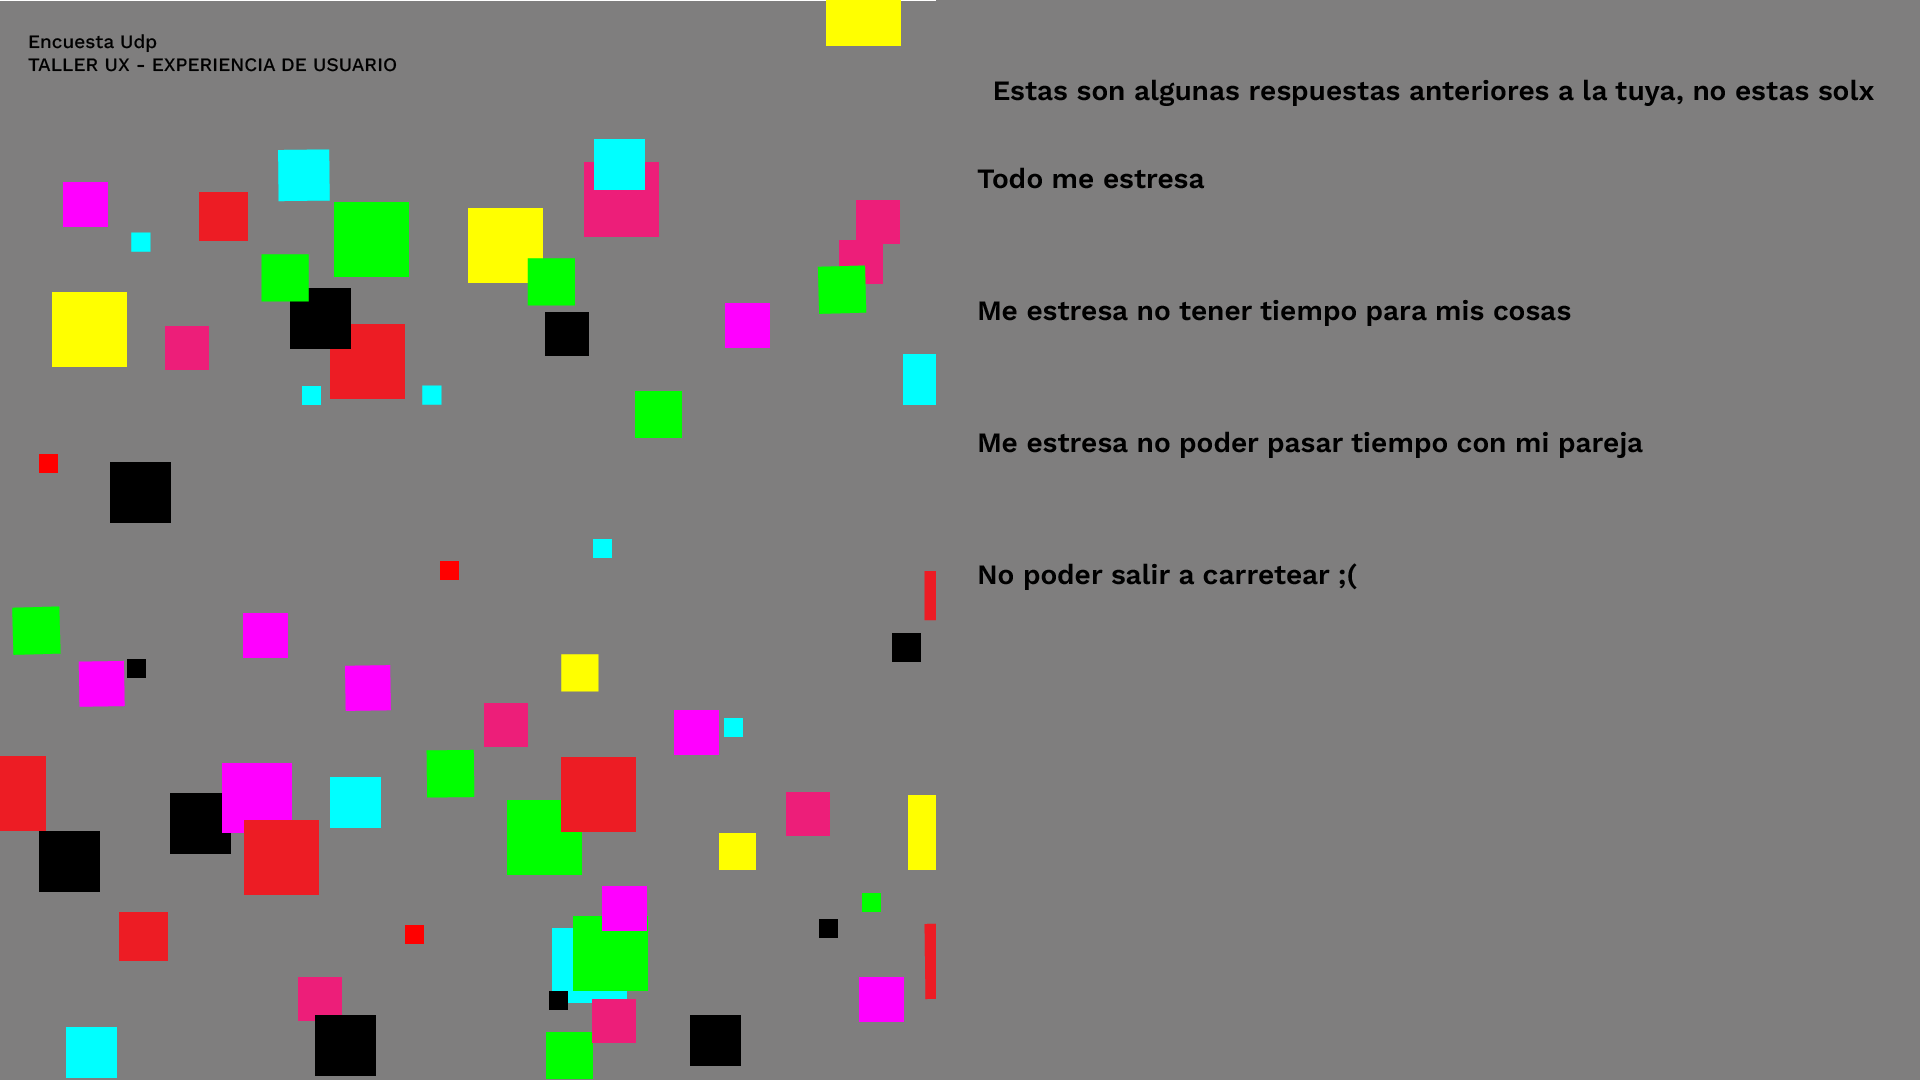 Encuesta Udp
TALLER UX - EXPERIENCIA DE USUARIO
Estas son algunas respuestas anteriores a la tuya, no estas solx
Todo me estresa
Me estresa no tener tiempo para mis cosas
Me estresa no poder pasar tiempo con mi pareja
No poder salir a carretear ;(